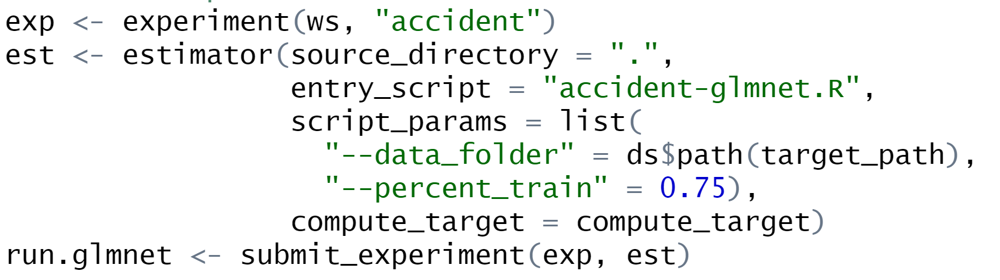 exp <- experiment(ws, "accident")
est <- estimator(source_directory = ".",
                 entry_script = "accident-glmnet.R",
                 script_params = list(
                   "--data_folder" = ds$path(target_path),
                   "--percent_train" = 0.75),
                 compute_target = compute_target)
run.glmnet <- submit_experiment(exp, est)